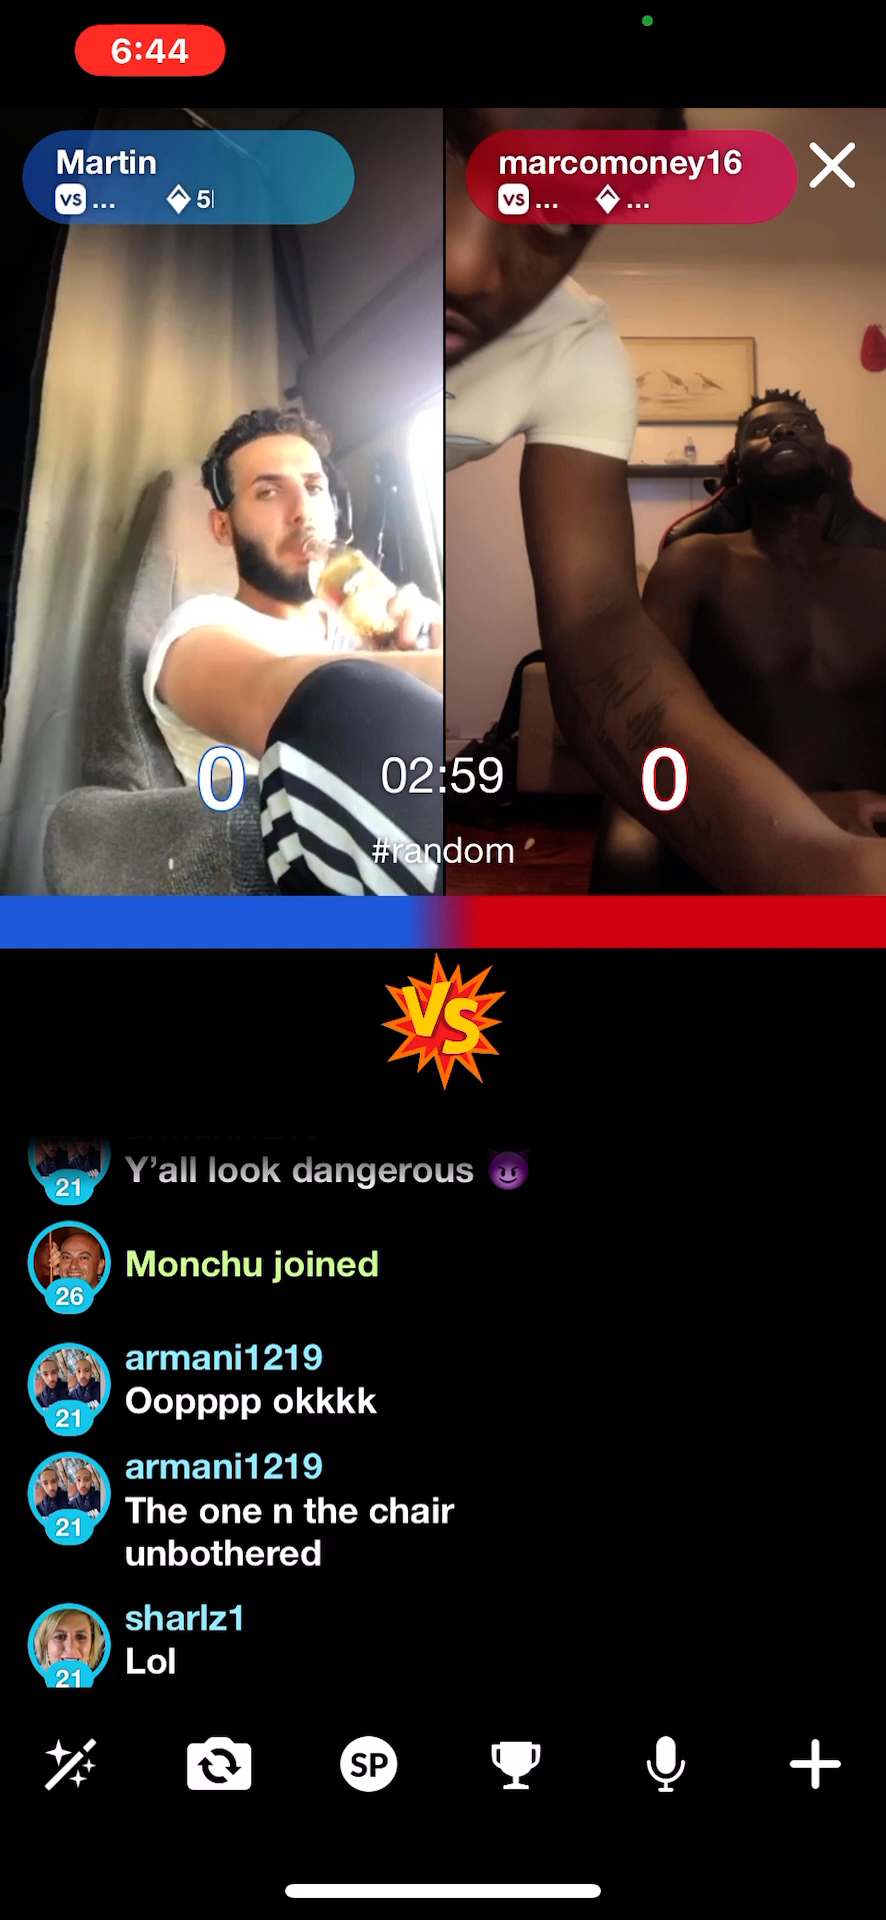 6:44
Martin
VS ... 5
marcomoney16
VS ... ...
0
02:59
0
#random
VS
Y’all look dangerous 😈
21
Monchu joined
26
armani1219
Oopppp okkkk
21
armani1219
The one n the chair
unbothered
21
sharlz1
Lol
21
SP